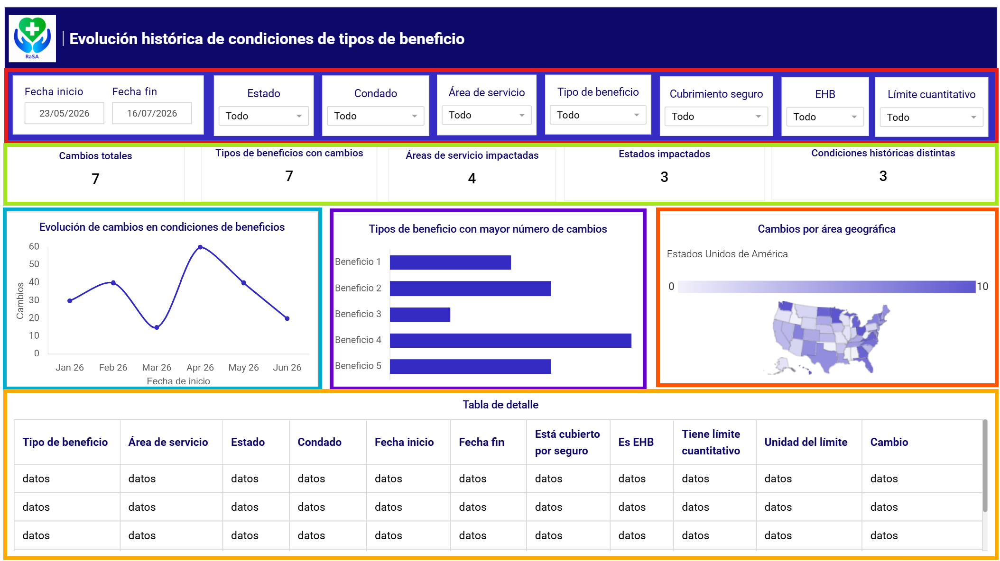 RaSA
Evolución histórica de condiciones de tipos de beneficio
Fecha inicio
23/05/2026
Fecha fin
16/07/2026
Estado
Todo
Condado
Todo
Área de servicio
Todo
Tipo de beneficio
Todo
Cubrimiento seguro
Todo
EHB
Todo
Límite cuantitativo
Todo
Cambios totales
7
Tipos de beneficios con cambios
7
Áreas de servicio impactadas
4
Estados impactados
3
Condiciones históricas distintas
3
Evolución de cambios en condiciones de beneficios
Cambios
60
50
40
30
20
10
0
Jan 26 Feb 26 Mar 26 Apr 26 May 26 Jun 26
Fecha de inicio
Tipos de beneficio con mayor número de cambios
Beneficio 1
Beneficio 2
Beneficio 3
Beneficio 4
Beneficio 5
Cambios por área geográfica
Estados Unidos de América
0 10
Tabla de detalle
Tipo de beneficio Área de servicio Estado Condado Fecha inicio Fecha fin Está cubierto por seguro Es EHB Tiene límite cuantitativo Unidad del límite Cambio
datos datos datos datos datos datos datos datos datos datos datos
datos datos datos datos datos datos datos datos datos datos datos
datos datos datos datos datos datos datos datos datos datos datos